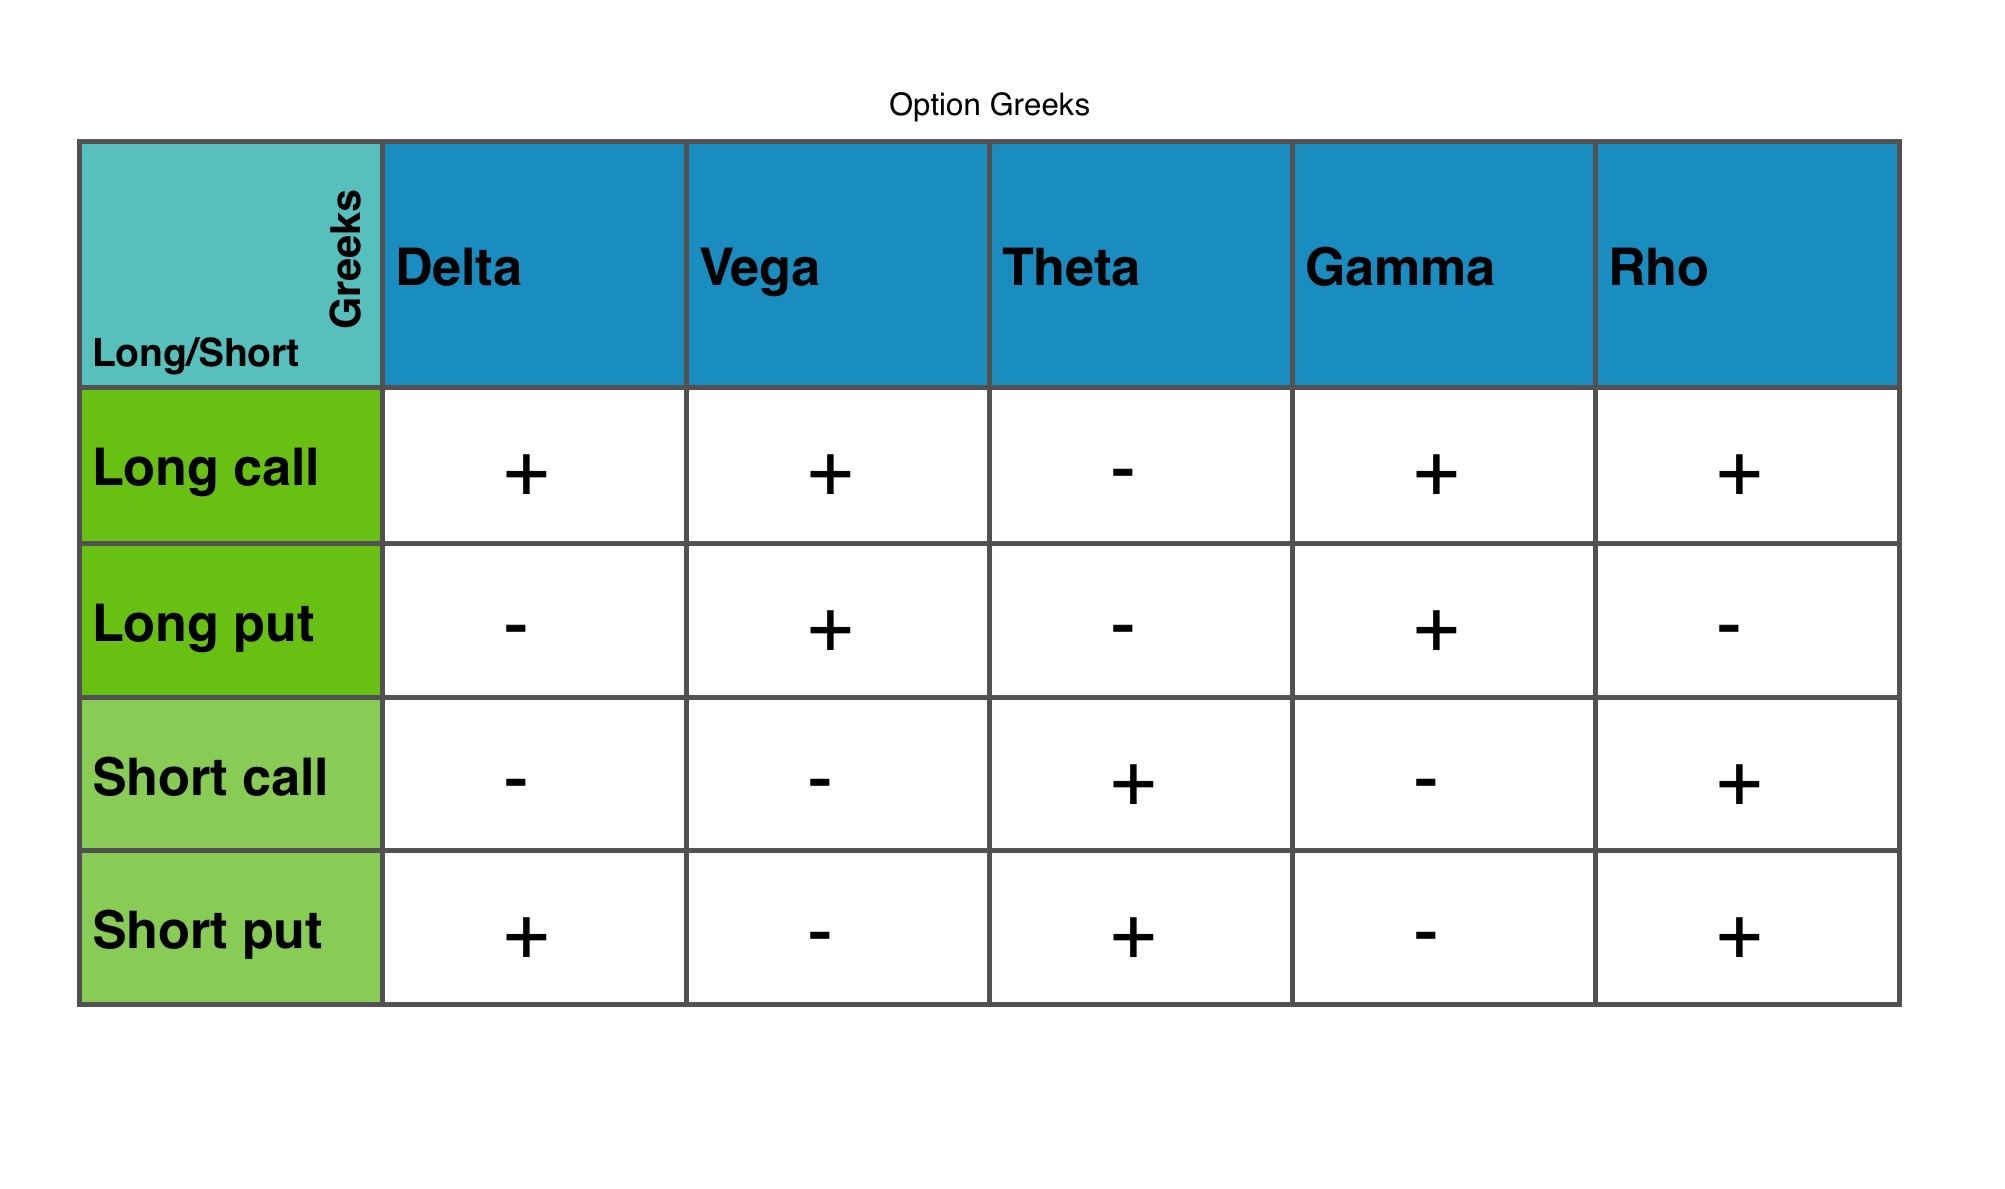 Option Greeks
Greeks
Long/Short
Delta Vega Theta Gamma Rho
Long call + + - + +
Long put - + - + -
Short call - - + - +
Short put + - + - +